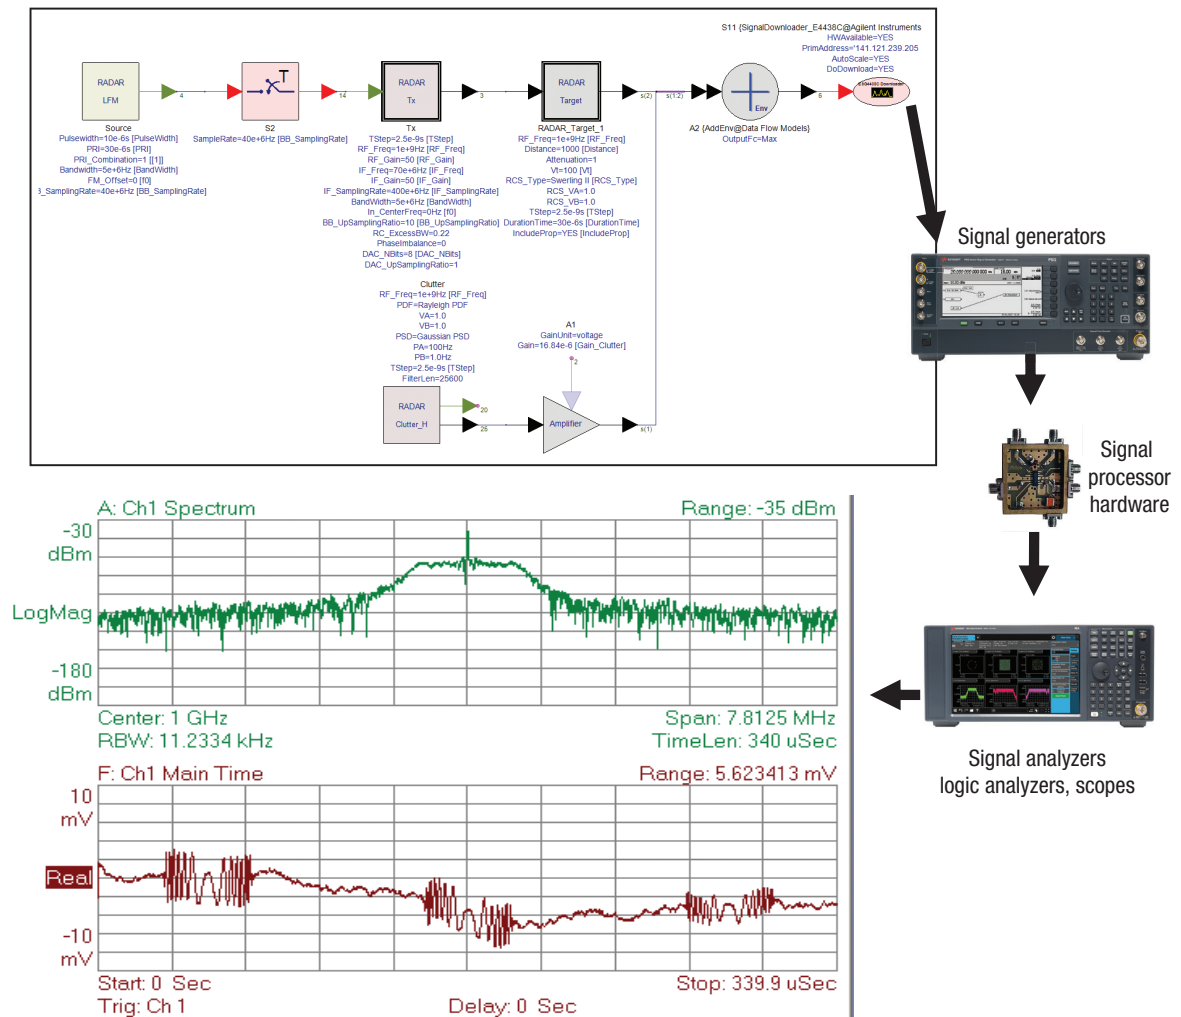 S11 {SignalDownloader_E4438C@Agilent Instruments
HWAvailable=YES
PrimAddress='141.121.239.205
AutoScale=YES
DoDownload=YES
RADAR
LFM
4
T
14
RADAR
Tx
3
RADAR
Target
s(2)
s(1:2)
Env
6
Source
Pulsewidth=10e-6s [PulseWidth]
PRI=30e-6s [PRI]
PRI_Combination=1 [[1]]
Bandwidth=5e+6Hz [BandWidth]
FM_Offset=0 [f0]
_SamplingRate=40e+6Hz [BB_SamplingRate]
S2
SampleRate=40e+6Hz [BB_SamplingRate]
Tx
TStep=2.5e-9s [TStep]
RF_Freq=1e+9Hz [RF_Freq]
RF_Gain=50 [RF_Gain]
IF_Freq=70e+6Hz [IF_Freq]
IF_Gain=50 [IF_Gain]
IF_SamplingRate=400e+6Hz [IF_SamplingRate]
BandWidth=5e+6Hz [BandWidth]
In_CenterFreq=0Hz [f0]
BB_UpSamplingRatio=10 [BB_UpSamplingRatio]
RC_ExcessBW=0.22
PhaseImbalance=0
DAC_NBits=8 [DAC_NBits]
DAC_UpSamplingRatio=1
RADAR_Target_1
RF_Freq=1e+9Hz [RF_Freq]
Distance=1000 [Distance]
Attenuation=1
Vt=100 [Vt]
RCS_Type=Swerling II [RCS_Type]
RCS_VA=1.0
RCS_VB=1.0
TStep=2.5e-9s [TStep]
DurationTime=30e-6s [DurationTime]
IncludeProp=YES [IncludeProp]
A2 {AddEnv@Data Flow Models}
OutputFc=Max
Clutter
RF_Freq=1e+9Hz [RF_Freq]
PDF=Rayleigh PDF
VA=1.0
VB=1.0
PSD=Gaussian PSD
PA=100Hz
PB=1.0Hz
TStep=2.5e-9s [TStep]
FilterLen=25600
A1
GainUnit=voltage
Gain=16.84e-6 [Gain_Clutter]
2
RADAR
Clutter_H
20
25
Amplifier
s(1)
Signal generators
Signal
processor
hardware
Signal analyzers
logic analyzers, scopes
A: Ch1 Spectrum
Range: -35 dBm
-30
dBm
LogMag
-180
dBm
Center: 1 GHz
Span: 7.8125 MHz
RBW: 11.2334 kHz
TimeLen: 340 uSec
F: Ch1 Main Time
Range: 5.623413 mV
10
mV
Real
-10
mV
Start: 0 Sec
Stop: 339.9 uSec
Trig: Ch 1
Delay: 0 Sec